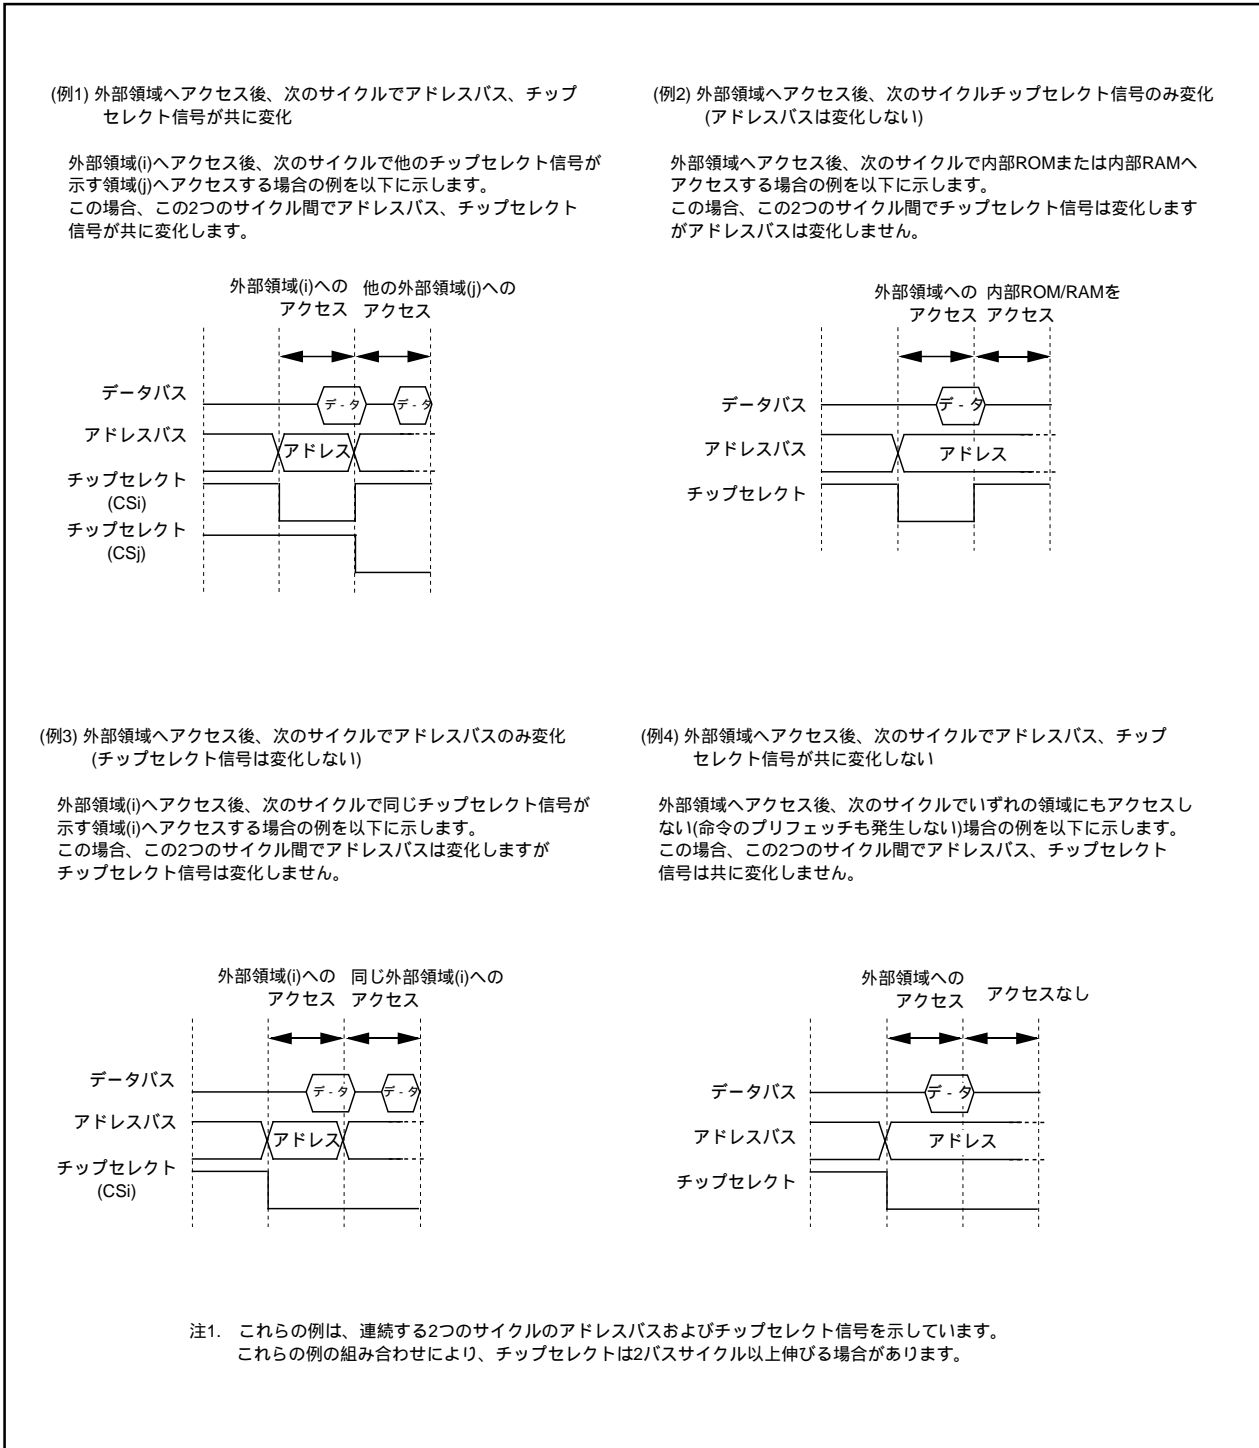 (例1) 外部領域へアクセス後、次のサイクルでアドレスバス、チップ
セレクト信号が共に変化
外部領域(i)へアクセス後、次のサイクルで他のチップセレクト信号が
示す領域(j)へアクセスする場合の例を以下に示します。
この場合、この2つのサイクル間でアドレスバス、チップセレクト
信号が共に変化します。
外部領域(i)への
アクセス
他の外部領域(j)への
アクセス
データバス
デ - タ
デ - タ
アドレスバス
アドレス
チップセレクト
(CSi)
チップセレクト
(CSj)
(例2) 外部領域へアクセス後、次のサイクルチップセレクト信号のみ変化
(アドレスバスは変化しない)
外部領域へアクセス後、次のサイクルで内部ROMまたは内部RAMへ
アクセスする場合の例を以下に示します。
この場合、この2つのサイクル間でチップセレクト信号は変化します
がアドレスバスは変化しません。
外部領域への
アクセス
内部ROM/RAMを
アクセス
データバス
デ - タ
アドレスバス
アドレス
チップセレクト
(例3) 外部領域へアクセス後、次のサイクルでアドレスバスのみ変化
(チップセレクト信号は変化しない)
外部領域(i)へアクセス後、次のサイクルで同じチップセレクト信号が
示す領域(i)へアクセスする場合の例を以下に示します。
この場合、この2つのサイクル間でアドレスバスは変化しますが
チップセレクト信号は変化しません。
外部領域(i)への
アクセス
同じ外部領域(i)への
アクセス
データバス
デ - タ
デ - タ
アドレスバス
アドレス
チップセレクト
(CSi)
(例4) 外部領域へアクセス後、次のサイクルでアドレスバス、チップ
セレクト信号が共に変化しない
外部領域へアクセス後、次のサイクルでいずれの領域にもアクセスし
ない(命令のプリフェッチも発生しない)場合の例を以下に示します。
この場合、この2つのサイクル間でアドレスバス、チップセレクト
信号は共に変化しません。
外部領域への
アクセス
アクセスなし
データバス
デ - タ
アドレスバス
アドレス
チップセレクト
注1. これらの例は、連続する2つのサイクルのアドレスバスおよびチップセレクト信号を示しています。
これらの例の組み合わせにより、チップセレクトは2バスサイクル以上伸びる場合があります。